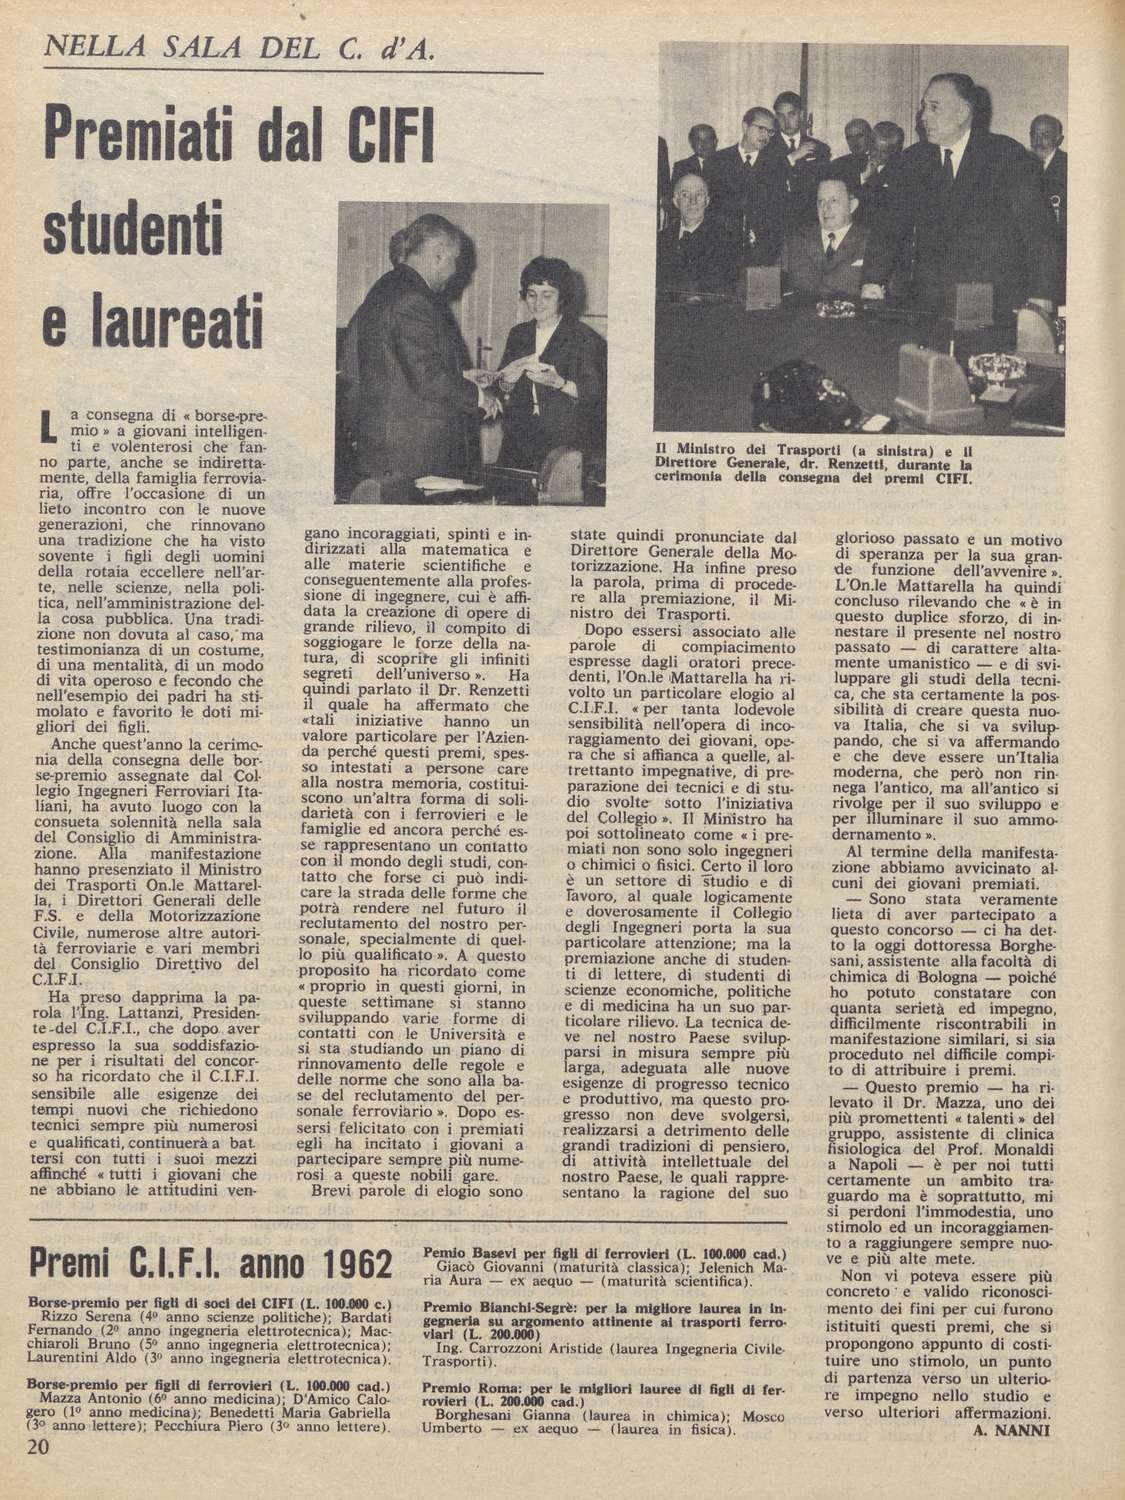 NELLA SALA DEL C. d'A.
Premiati dal CIFI
studenti
e laureati
Il Ministro dei Trasporti (a sinistra) e il
Direttore Generale, dr. Renzetti, durante la
cerimonia della consegna dei premi CIFI.
La consegna di « borse-pre-
mio » a giovani intelligen-
ti e volenterosi che fan-
no parte, anche se indiretta-
mente, della famiglia ferrovia-
ria, offre l'occasione di un
lieto incontro con le nuove
generazioni, che rinnovano
una tradizione che ha visto
sovente i figli degli uomini
della rotaia eccellere nell'ar-
te, nelle scienze, nella poli-
tica, nell'amministrazione del-
la cosa pubblica. Una tradi-
zione non dovuta al caso, ma
testimonianza di un costume,
di una mentalità, di un modo
di vita operoso e fecondo che
nell'esempio dei padri ha sti-
molato e favorito le doti mi-
gliori dei figli.
Anche quest'anno la cerimo-
nia della consegna delle bor-
se-premio assegnate dal Col-
legio Ingegneri Ferroviari Ita-
liani, ha avuto luogo con la
consueta solennità nella sala
del Consiglio di Amministra-
zione. Alla manifestazione
hanno presenziato il Ministro
dei Trasporti On.le Mattarel-
la, i Direttori Generali delle
F.S. e della Motorizzazione
Civile, numerose altre autori-
tà ferroviarie e vari membri
del Consiglio Direttivo del
C.I.F.I.
Ha preso dapprima la pa-
rola l'Ing. Lattanzi, Presiden-
te del C.I.F.I., che dopo aver
espresso la sua soddisfazio-
ne per i risultati del concor-
so ha ricordato che il C.I.F.I.
sensibile alle esigenze dei
tempi nuovi che richiedono
tecnici sempre più numerosi
e qualificati, continuerà a bat-
tersi con tutti i suoi mezzi
affinché « tutti i giovani che
ne abbiano le attitudini ven-
gano incoraggiati, spinti e in-
dirizzati alla matematica e
alle materie scientifiche e
conseguentemente alla profes-
sione di ingegnere, cui è affi-
data la creazione di opere di
grande rilievo, il compito di
soggiogare le forze della na-
tura, di scoprire gli infiniti
segreti dell'universo ». Ha
quindi parlato il Dr. Renzetti
il quale ha affermato che
«tali iniziative hanno un
valore particolare per l'Azien-
da perché questi premi, spes-
so intestati a persone care
alla nostra memoria, costitui-
scono un'altra forma di soli-
darietà con i ferrovieri e le
famiglie ed ancora perché es-
se rappresentano un contatto
con il mondo degli studi, con-
tatto che forse ci può indi-
care la strada delle forme che
potrà rendere nel futuro il
reclutamento del nostro per-
sonale, specialmente di quel-
lo più qualificato ». A questo
proposito ha ricordato come
« proprio in questi giorni, in
queste settimane si stanno
sviluppando varie forme di
contatti con le Università e
si sta studiando un piano di
rinnovamento delle regole e
delle norme che sono alla ba-
se del reclutamento del per-
sonale ferroviario ». Dopo es-
sersi felicitato con i premiati
egli ha incitato i giovani a
partecipare sempre più nume-
rosi a queste nobili gare.
Brevi parole di elogio sono
state quindi pronunciate dal
Direttore Generale della Mo-
torizzazione. Ha infine preso
la parola, prima di procede-
re alla premiazione, il Mi-
nistro dei Trasporti.
Dopo essersi associato alle
parole di compiacimento
espresse dagli oratori prece-
denti, l'On.le Mattarella ha ri-
volto un particolare elogio al
C.I.F.I. « per tanta lodevole
sensibilità nell'opera di inco-
raggiamento dei giovani, ope-
ra che si affianca a quelle, al-
trettanto impegnative, di pre-
parazione dei tecnici e di stu-
dio svolte sotto l'iniziativa
del Collegio ». Il Ministro ha
poi sottolineato come « i pre-
miati non sono solo ingegneri
o chimici o fisici. Certo il loro
è un settore di studio e di
lavoro, al quale logicamente
e doverosamente il Collegio
degli Ingegneri porta la sua
particolare attenzione; ma la
premiazione anche di studen-
ti di lettere, di studenti di
scienze economiche, politiche
e di medicina ha un suo par-
ticolare rilievo. La tecnica de-
ve nel nostro Paese svilup-
parsi in misura sempre più
larga, adeguata alle nuove
esigenze di progresso tecnico
e produttivo, ma questo pro-
gresso non deve svolgersi,
realizzarsi a detrimento delle
grandi tradizioni di pensiero,
di attività intellettuale del
nostro Paese, le quali rappre-
sentano la ragione del suo
glorioso passato e un motivo
di speranza per la sua gran-
de funzione dell'avvenire ».
L'On.le Mattarella ha quindi
concluso rilevando che « è in
questo duplice sforzo, di in-
nestare il presente nel nostro
passato — di carattere alta-
mente umanistico — e di svi-
luppare gli studi della tecni-
ca, che sta certamente la pos-
sibilità di creare questa nuo-
va Italia, che si va svilup-
pando, che si va affermando
e che deve essere un'Italia
moderna, che però non rin-
nega l'antico, ma all'antico si
rivolge per il suo sviluppo e
per illuminare il suo ammo-
dernamento ».
Al termine della manifesta-
zione abbiamo avvicinato al-
cuni dei giovani premiati.
— Sono stata veramente
lieta di aver partecipato a
questo concorso — ci ha det-
to la oggi dottoressa Borghe-
sani, assistente alla facoltà di
chimica di Bologna — poiché
ho potuto constatare con
quanta serietà ed impegno,
difficilmente riscontrabili in
manifestazione similari, si sia
proceduto nel difficile compi-
to di attribuire i premi.
— Questo premio — ha ri-
levato il Dr. Mazza, uno dei
più promettenti « talenti » del
gruppo, assistente di clinica
fisiologica del Prof. Monaldi
a Napoli — è per noi tutti
certamente un ambito tra-
guardo ma è soprattutto, mi
si perdoni l'immodestia, uno
stimolo ed un incoraggiamen-
to a raggiungere sempre nuo-
ve e più alte mete.
Non vi poteva essere più
concreto e valido riconosci-
mento dei fini per cui furono
istituiti questi premi, che si
propongono appunto di costi-
tuire uno stimolo, un punto
di partenza verso un ulterio-
re impegno nello studio e
verso ulteriori affermazioni.
A. NANNI
Premi C.I.F.I. anno 1962
Borse-premio per figli di soci del CIFI (L. 100.000 c.)
Rizzo Serena (4º anno scienze politiche); Bardati
Fernando (2º anno ingegneria elettrotecnica); Mac-
chiaroli Bruno (5º anno ingegneria elettrotecnica);
Laurentini Aldo (3º anno ingegneria elettrotecnica).
Borse-premio per figli di ferrovieri (L. 100.000 cad.)
Mazza Antonio (6º anno medicina); D'Amico Calo-
gero (1º anno medicina); Benedetti Maria Gabriella
(3º anno lettere); Pecchiura Piero (3º anno lettere).
Pemio Basevi per figli di ferrovieri (L. 100.000 cad.)
Giacò Giovanni (maturità classica); Jelenich Ma-
ria Aura — ex aequo — (maturità scientifica).
Premio Bianchi-Segrè: per la migliore laurea in in-
gegneria su argomento attinente ai trasporti ferro-
viari (L. 200.000)
Ing. Carrozzoni Aristide (laurea Ingegneria Civile-
Trasporti).
Premio Roma: per le migliori lauree di figli di fer-
rovieri (L. 200.000 cad.)
Borghesani Gianna (laurea in chimica); Mosco
Umberto — ex aequo — (laurea in fisica).
20